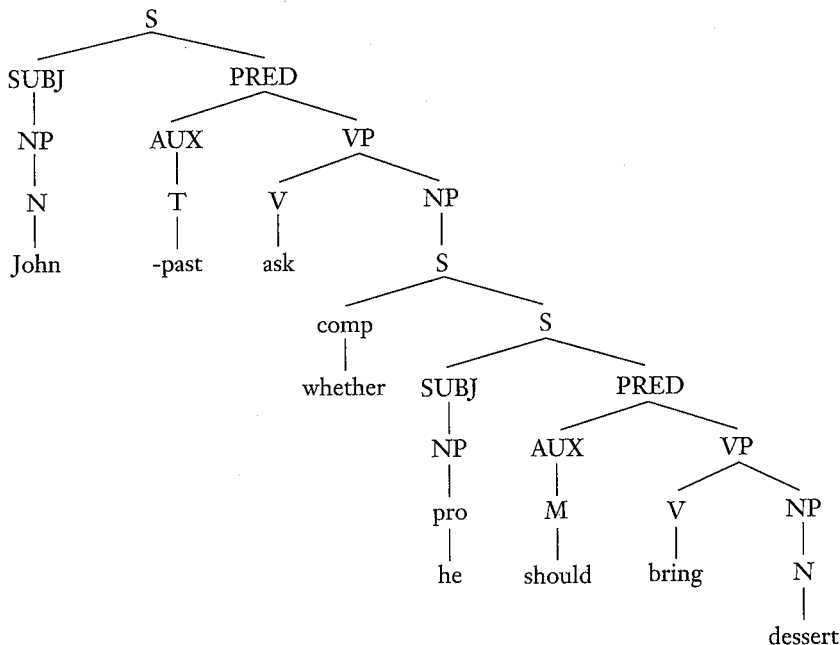 S
SUBJ PRED
NP AUX VP
N T V NP
John -past ask S
comp S
whether SUBJ PRED
NP AUX VP
pro M V NP
he should bring N
dessert